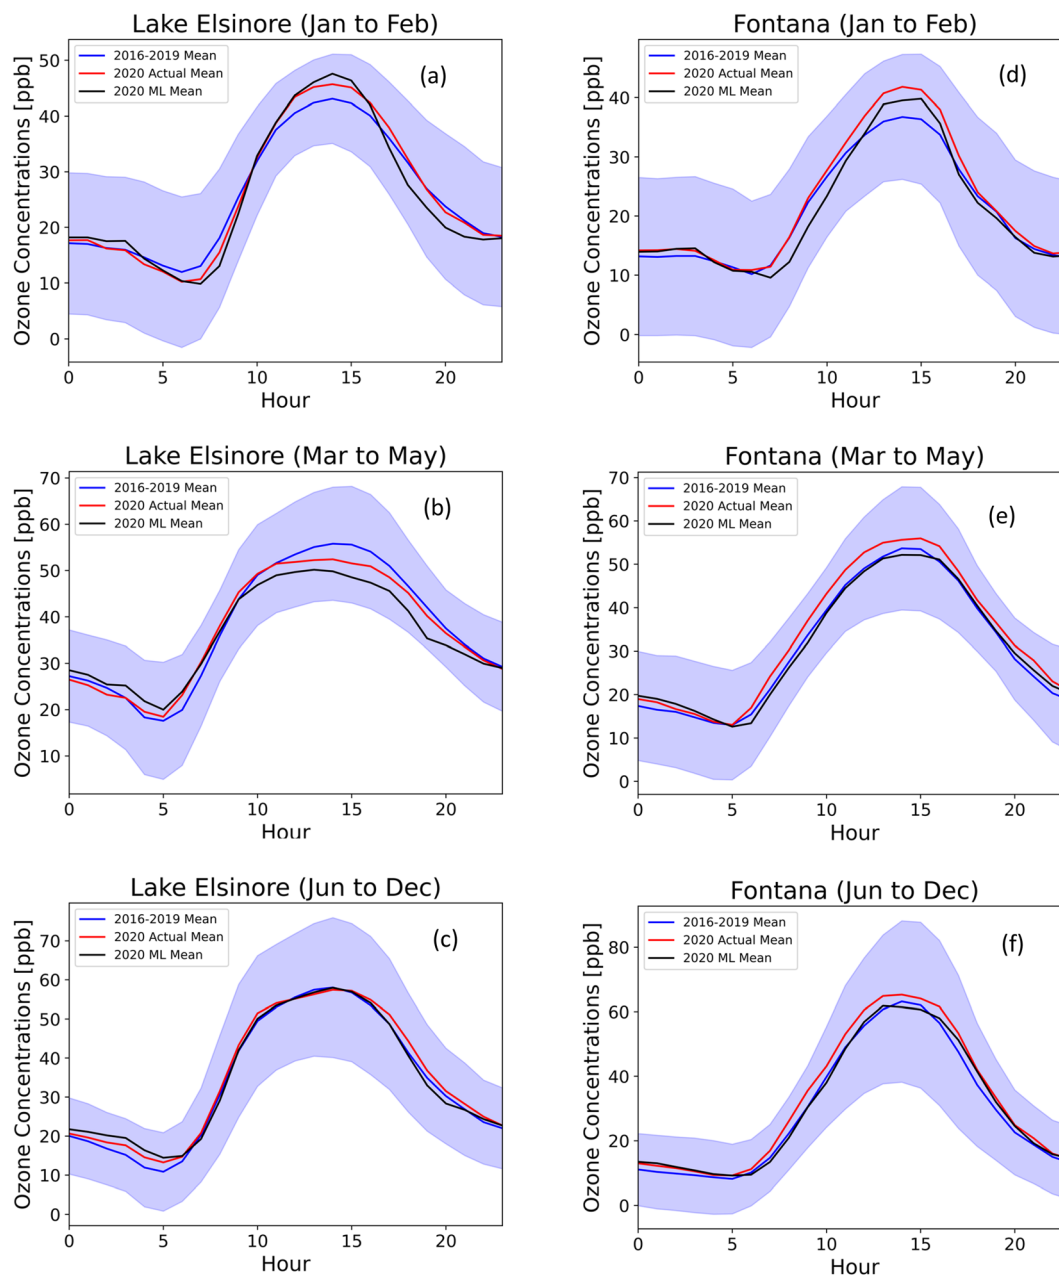 Lake Elsinore (Jan to Feb)
Ozone Concentrations [ppb]
50
40
30
20
10
0
2016-2019 Mean
2020 Actual Mean
2020 ML Mean
(a)
0 5 10 15 20
Hour
Fontana (Jan to Feb)
Ozone Concentrations [ppb]
40
30
20
10
0
2016-2019 Mean
2020 Actual Mean
2020 ML Mean
(d)
0 5 10 15 20
Hour
Lake Elsinore (Mar to May)
Ozone Concentrations [ppb]
70
60
50
40
30
20
10
2016-2019 Mean
2020 Actual Mean
2020 ML Mean
(b)
0 5 10 15 20
Hour
Fontana (Mar to May)
Ozone Concentrations [ppb]
70
60
50
40
30
20
10
0
2016-2019 Mean
2020 Actual Mean
2020 ML Mean
(e)
0 5 10 15 20
Hour
Lake Elsinore (Jun to Dec)
Ozone Concentrations [ppb]
70
60
50
40
30
20
10
0
2016-2019 Mean
2020 Actual Mean
2020 ML Mean
(c)
0 5 10 15 20
Hour
Fontana (Jun to Dec)
Ozone Concentrations [ppb]
80
60
40
20
0
2016-2019 Mean
2020 Actual Mean
2020 ML Mean
(f)
0 5 10 15 20
Hour